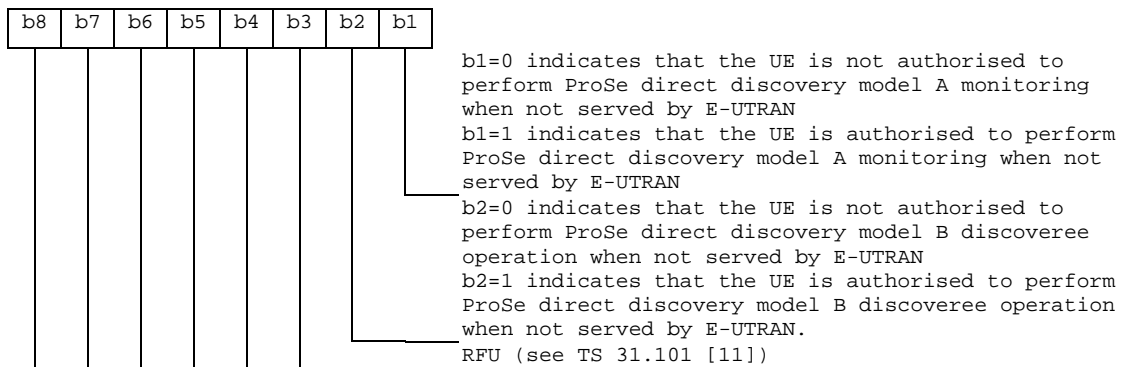 b8 b7 b6 b5 b4 b3 b2 b1
b1=0 indicates that the UE is not authorised to
perform ProSe direct discovery model A monitoring
when not served by E-UTRAN
b1=1 indicates that the UE is authorised to perform
ProSe direct discovery model A monitoring when not
served by E-UTRAN
b2=0 indicates that the UE is not authorised to
perform ProSe direct discovery model B discoveree
operation when not served by E-UTRAN
b2=1 indicates that the UE is authorised to perform
ProSe direct discovery model B discoveree operation
when not served by E-UTRAN.
RFU (see TS 31.101 [11])